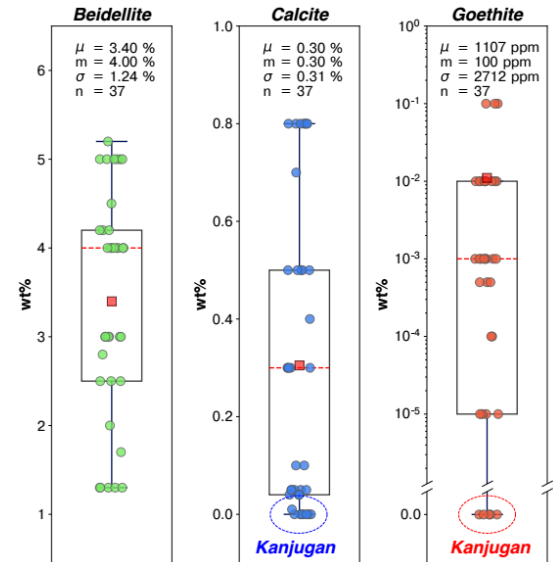 Beidellite
μ = 3.40 %
m = 4.00 %
σ = 1.24 %
n = 37
wt%
6
5
4
3
2
1
Calcite
μ = 0.30 %
m = 0.30 %
σ = 0.31 %
n = 37
wt%
1.0
0.8
0.6
0.4
0.2
0.0
Kanjugan
Goethite
μ = 1107 ppm
m = 100 ppm
σ = 2712 ppm
n = 37
wt%
10⁰
10⁻¹
10⁻²
10⁻³
10⁻⁴
10⁻⁵
0.0
Kanjugan